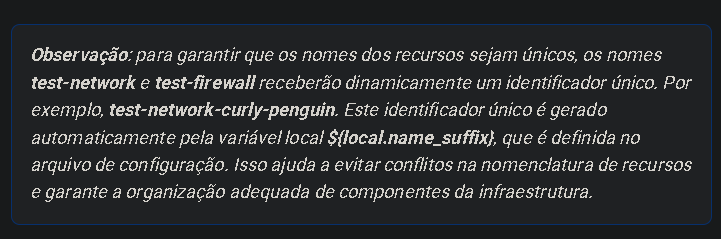 Observação: para garantir que os nomes dos recursos sejam únicos, os nomes
test-network e test-firewall receberão dinamicamente um identificador único. Por
exemplo, test-network-curly-penguin. Este identificador único é gerado
automaticamente pela variável local ${local.name_suffix}, que é definida no
arquivo de configuração. Isso ajuda a evitar conflitos na nomenclatura de recursos
e garante a organização adequada de componentes da infraestrutura.